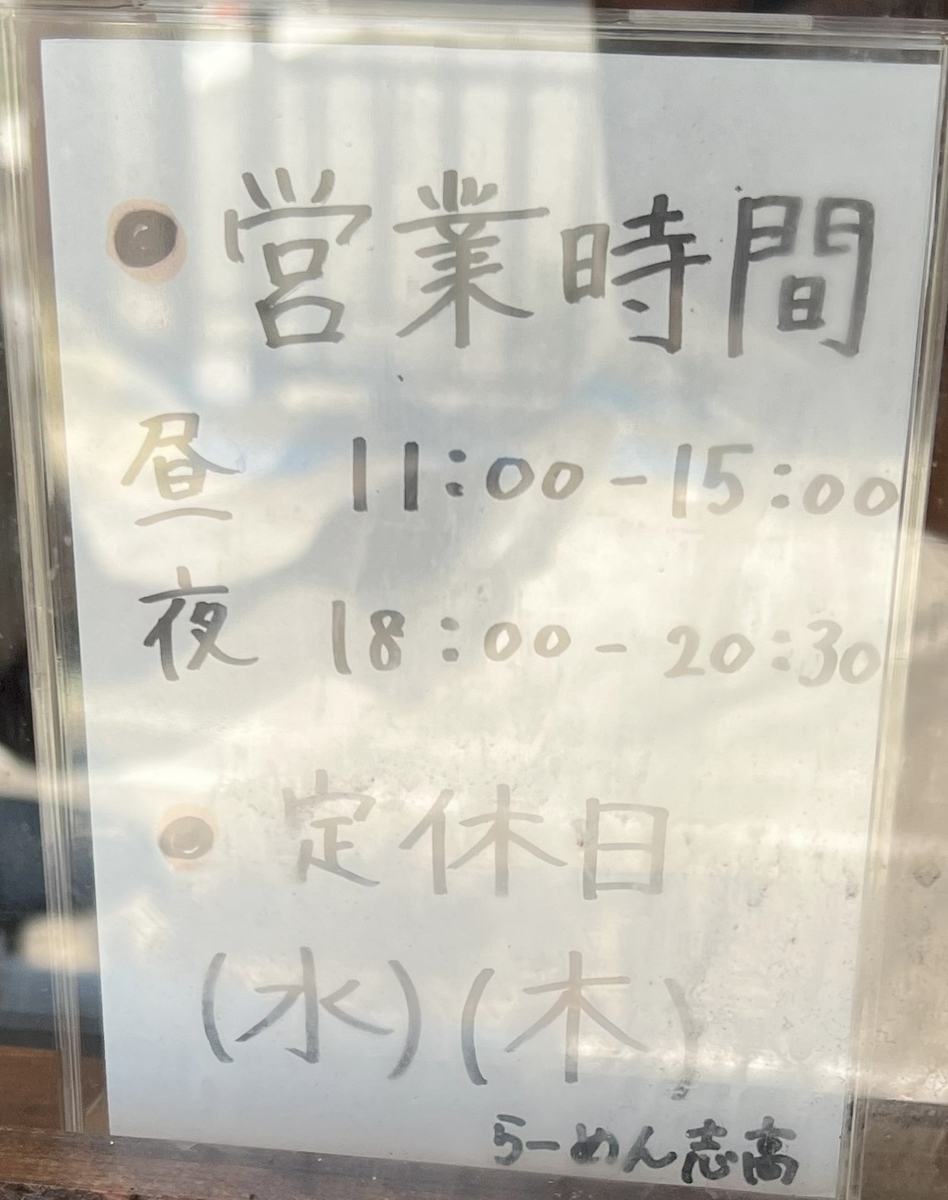 ●営業時間
昼 11:00-15:00
夜 18:00-20:30
●定休日
(水)(木)
らーめん志高